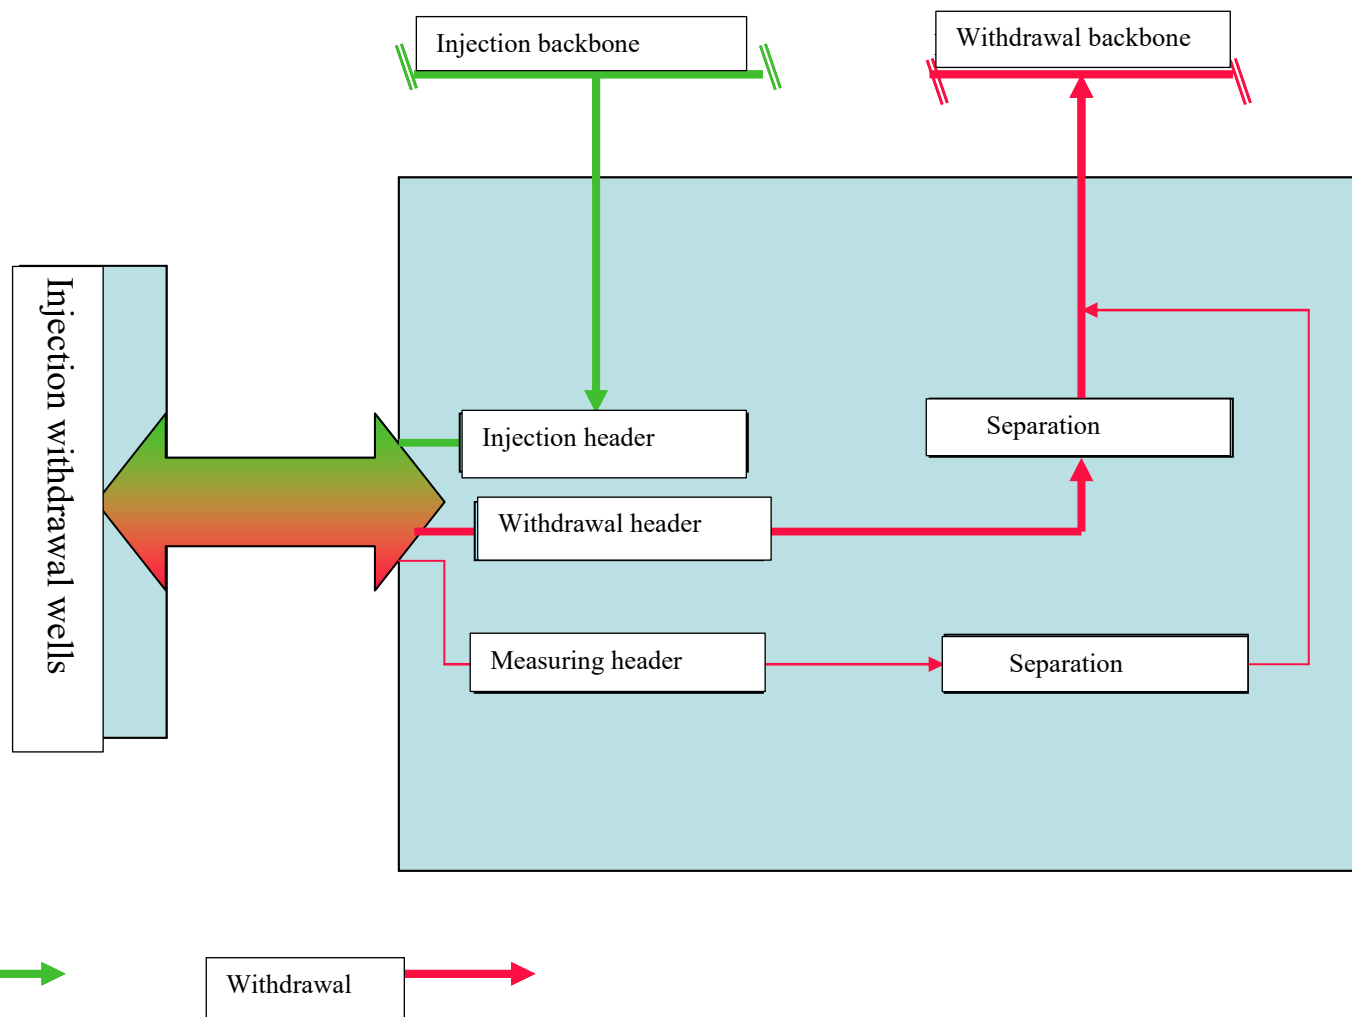 Injection backbone
Withdrawal backbone
Injection withdrawal wells
Injection header
Separation
Withdrawal header
Measuring header
Separation
Withdrawal